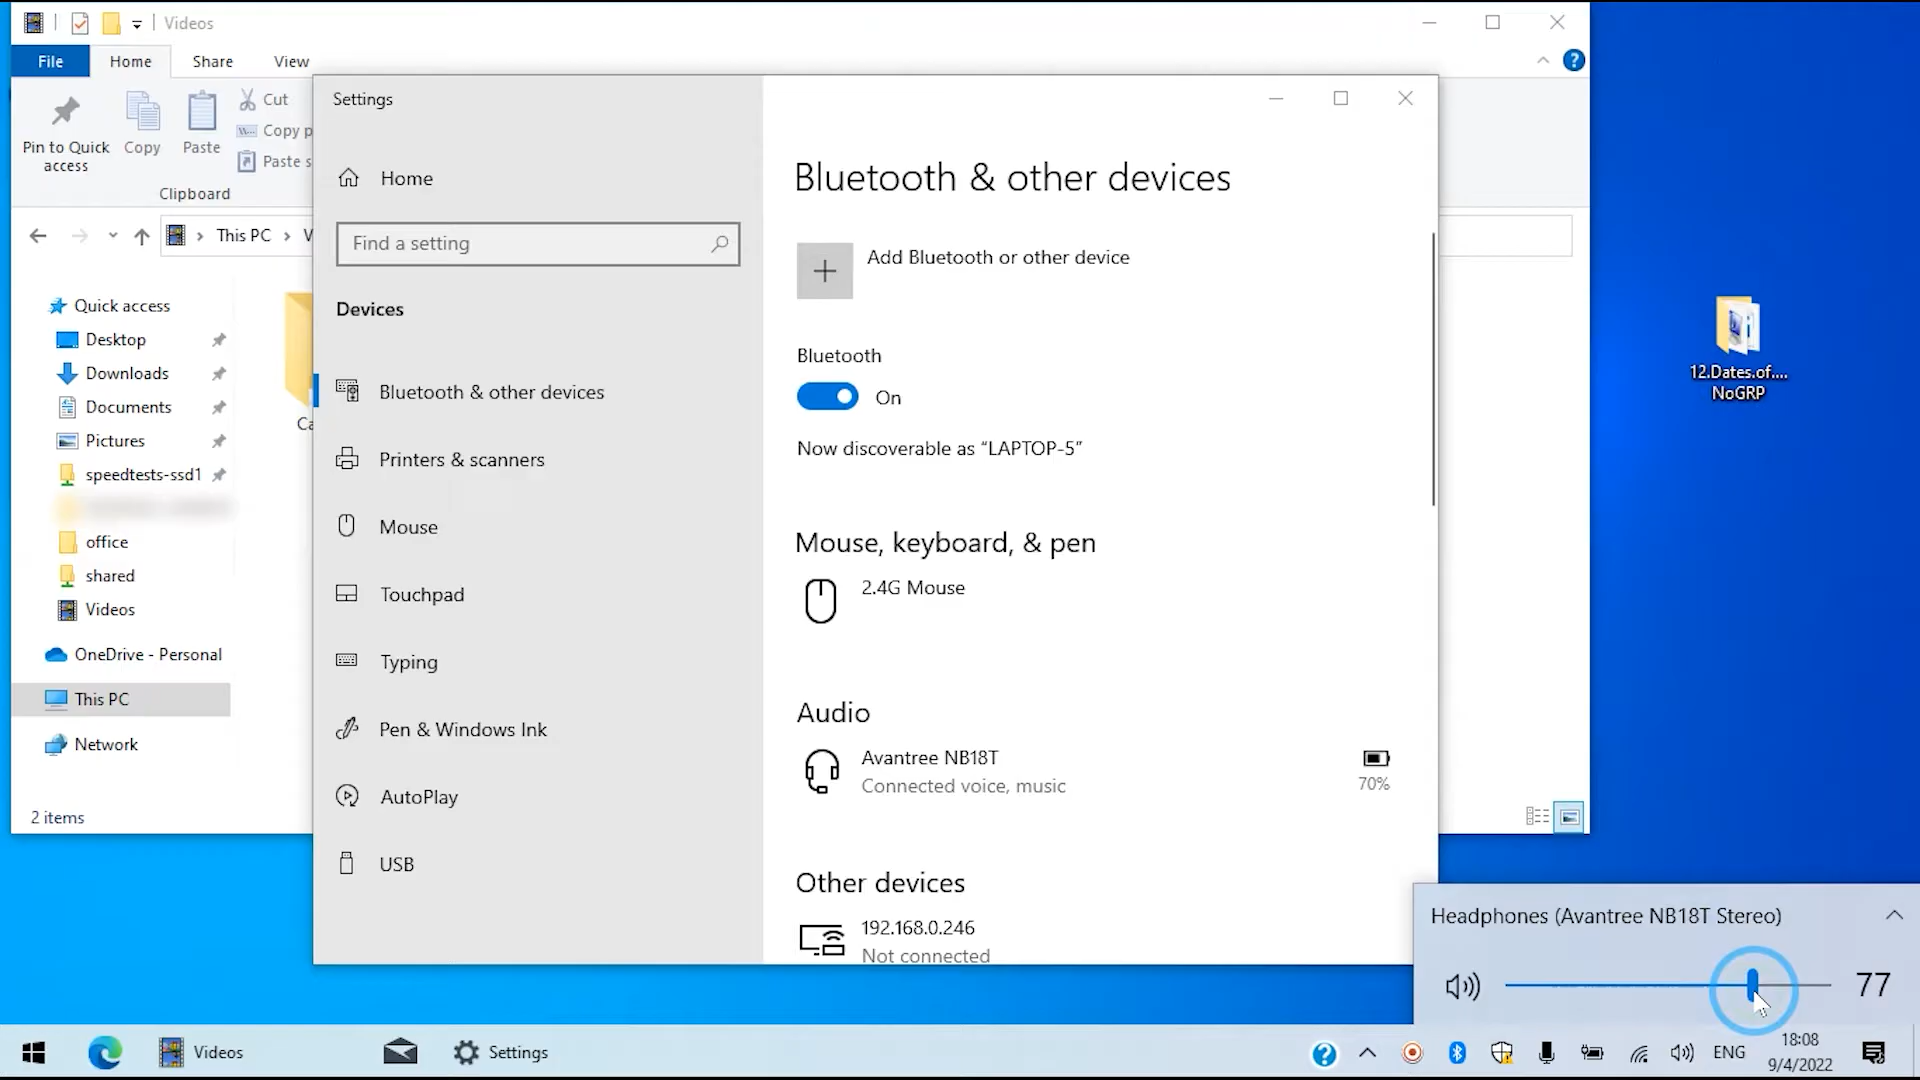 Videos
File
Home
Share
View
Pin to Quick
access
Copy
Paste
Cut
Copy p
Paste s
Clipboard
This PC
V
Quick access
Desktop
Downloads
Documents
Pictures
speedtests-ssd1
office
shared
Videos
OneDrive - Personal
This PC
Network
2 items
Ca
Settings
Home
Find a setting
Devices
Bluetooth & other devices
Printers & scanners
Mouse
Touchpad
Typing
Pen & Windows Ink
AutoPlay
USB
Bluetooth & other devices
Add Bluetooth or other device
Bluetooth
On
Now discoverable as “LAPTOP-5”
Mouse, keyboard, & pen
2.4G Mouse
Audio
Avantree NB18T
Connected voice, music
70%
Other devices
192.168.0.246
Not connected
12.Dates.of....
NoGRP
Headphones (Avantree NB18T Stereo)
77
Videos
Settings
ENG
18:08
9/4/2022